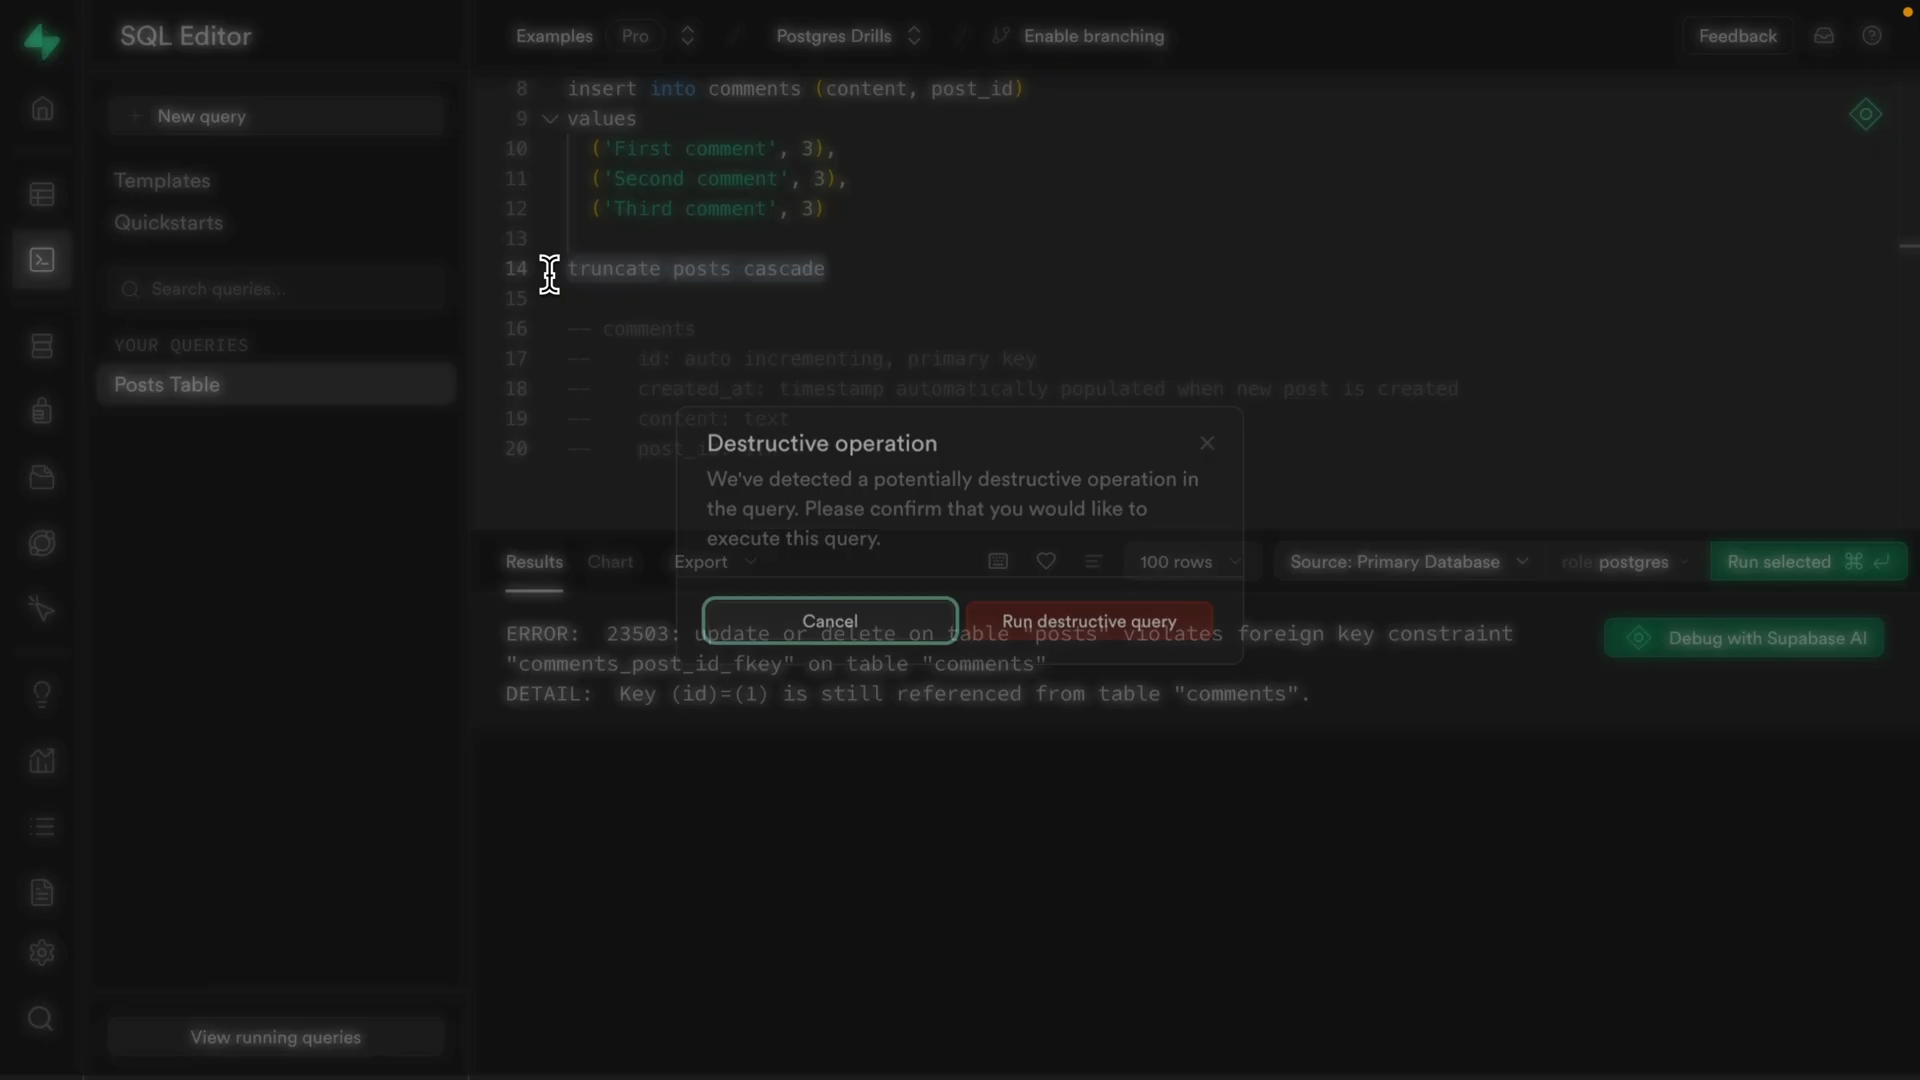 SQL Editor
Examples Pro Postgres Drills Enable branching Feedback
New query
Templates
Quickstarts
Search queries...
YOUR QUERIES
Posts Table
View running queries
8 insert into comments (content, post_id)
9 values
10 ('First comment', 3),
11 ('Second comment', 3),
12 ('Third comment', 3)
13
14 truncate posts cascade
15
16 -- comments
17 -- id: auto incrementing, primary key
18 -- created_at: timestamp automatically populated when new post is created
19 -- content: text
20 -- post_
Destructive operation
We've detected a potentially destructive operation in
the query. Please confirm that you would like to
execute this query.
Cancel Run destructive query
Results Chart Export 100 rows Source: Primary Database role postgres Run selected
ERROR: 23503: update or delete on table "posts" violates foreign key constraint
"comments_post_id_fkey" on table "comments"
DETAIL: Key (id)=(1) is still referenced from table "comments".
Debug with Supabase AI